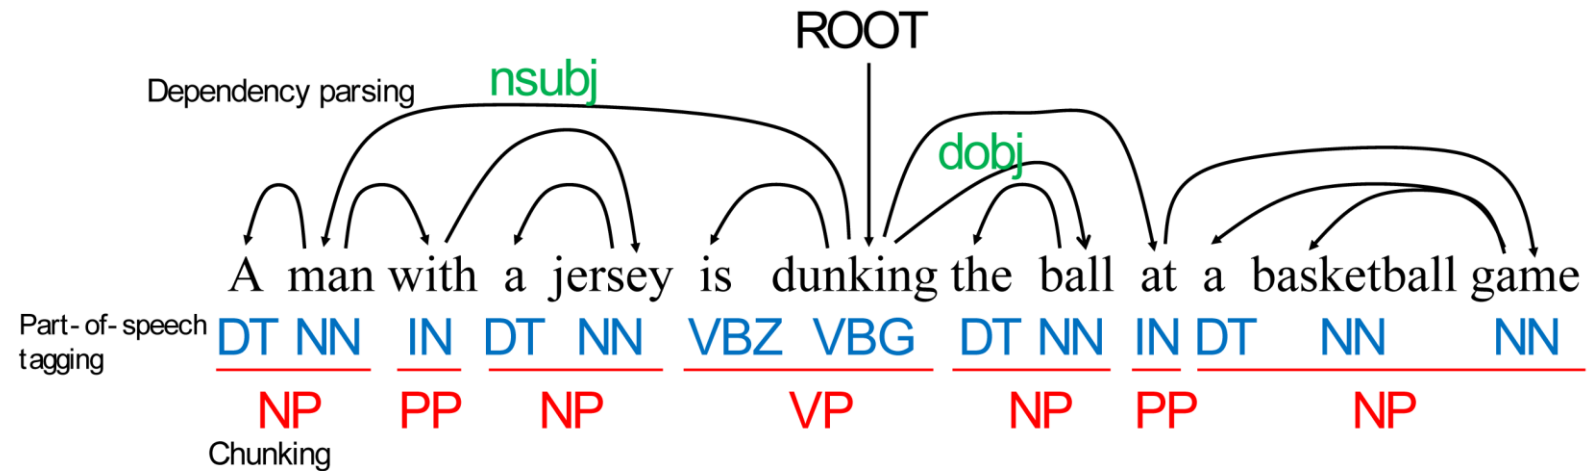 ROOT
nsubj
Dependency parsing
dobj
A man with a jersey is dunking the ball at a basketball game
Part-of-speech
tagging
DT NN IN DT NN VBZ VBG DT NN IN DT NN NN
NP PP NP VP NP PP NP
Chunking